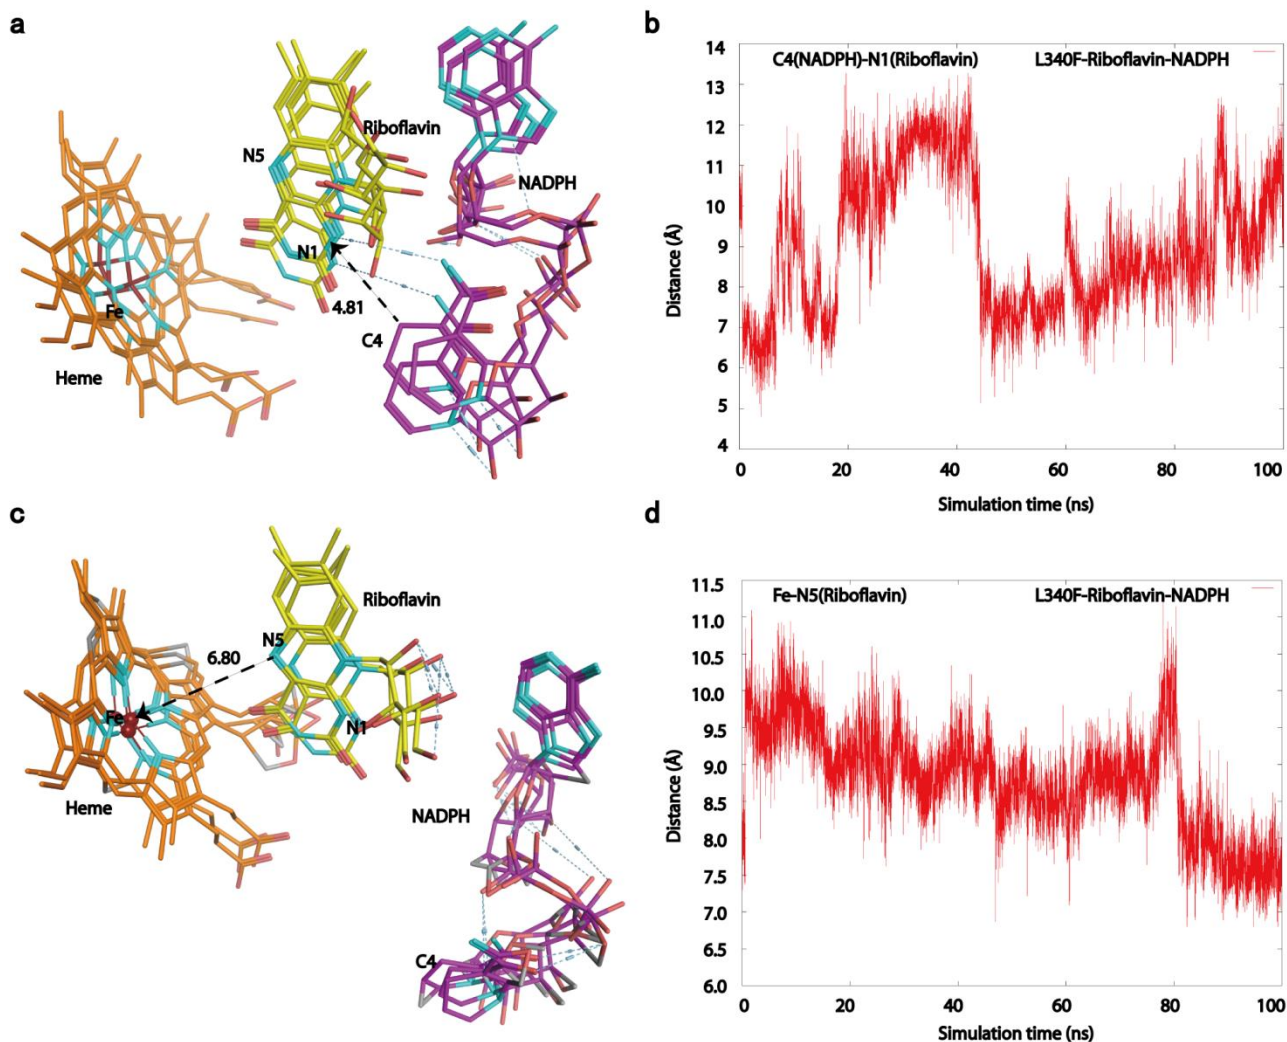 a
Riboflavin
N5
NADPH
N1
4.81
Fe
C4
Heme
b
C4(NADPH)-N1(Riboflavin) L340F-Riboflavin-NADPH
14
13
12
11
10
9
8
7
6
5
4
Distance (Å)
0 20 40 60 80 100
Simulation time (ns)
c
Riboflavin
N5
6.80
Fe
N1
Heme
NADPH
C4
d
Fe-N5(Riboflavin) L340F-Riboflavin-NADPH
11.5
11.0
10.5
10.0
9.5
9.0
8.5
8.0
7.5
7.0
6.5
6.0
Distance (Å)
0 20 40 60 80 100
Simulation time (ns)